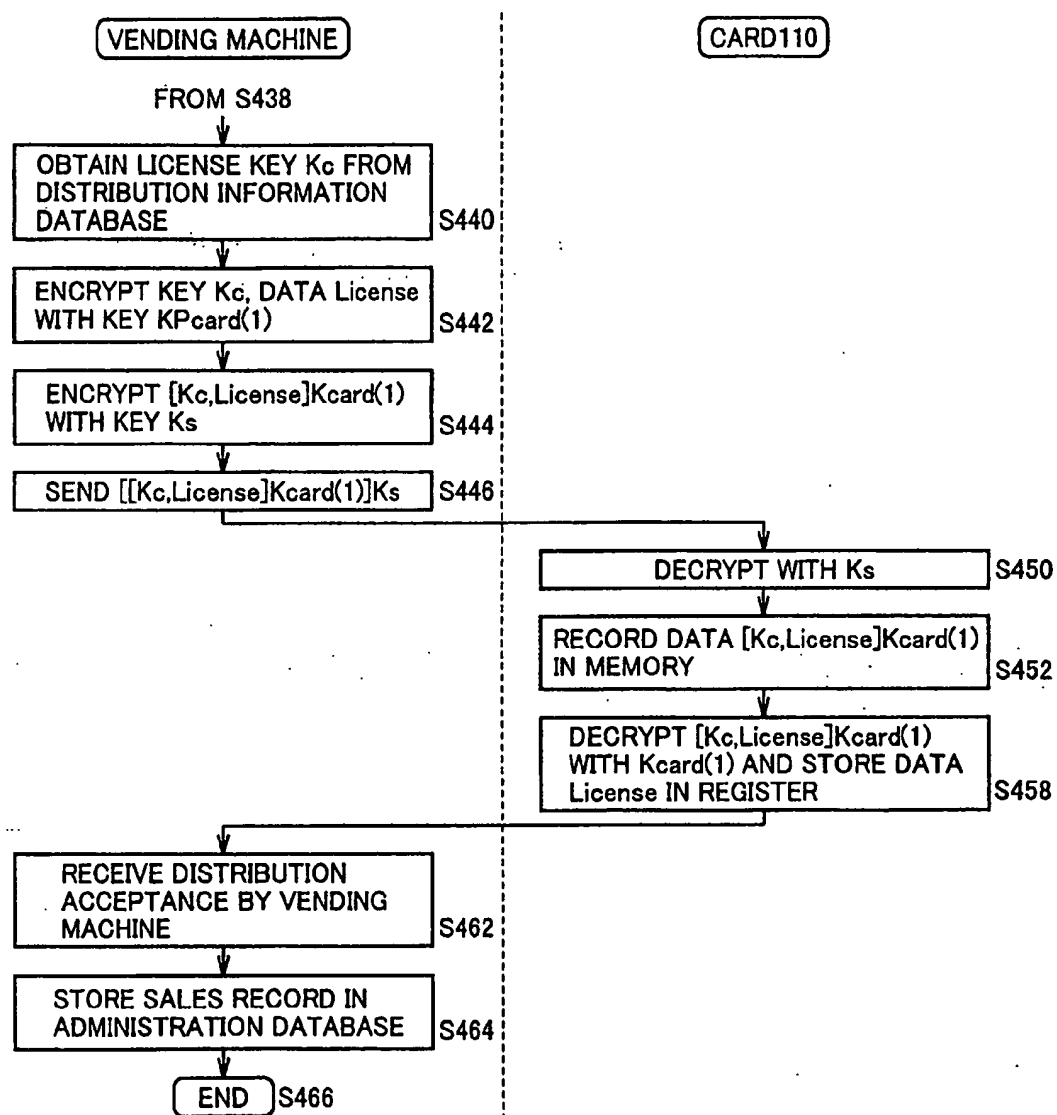 VENDING MACHINE
CARD110
FROM S438
OBTAIN LICENSE KEY Kc FROM
DISTRIBUTION INFORMATION
DATABASE
S440
ENCRYPT KEY Kc, DATA License
WITH KEY KPcard(1)
S442
ENCRYPT [Kc,License]Kcard(1)
WITH KEY Ks
S444
SEND [[Kc,License]Kcard(1)]Ks
S446
DECRYPT WITH Ks
S450
RECORD DATA [Kc,License]Kcard(1)
IN MEMORY
S452
DECRYPT [Kc,License]Kcard(1)
WITH Kcard(1) AND STORE DATA
License IN REGISTER
S458
RECEIVE DISTRIBUTION
ACCEPTANCE BY VENDING
MACHINE
S462
STORE SALES RECORD IN
ADMINISTRATION DATABASE
S464
END
S466